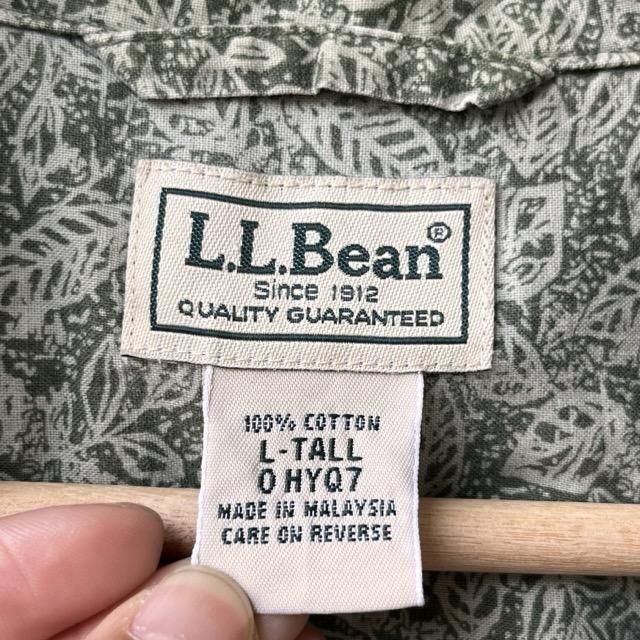 L.L.Bean®
Since 1912
QUALITY GUARANTEED
100% COTTON
L-TALL
0 HYQ7
MADE IN MALAYSIA
CARE ON REVERSE